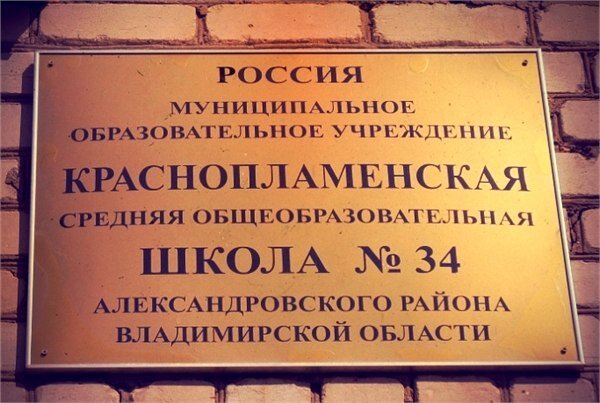 РОССИЯ
МУНИЦИПАЛЬНОЕ
ОБРАЗОВАТЕЛЬНОЕ УЧРЕЖДЕНИЕ
КРАСНОПЛАМЕНСКАЯ
СРЕДНЯЯ ОБЩЕОБРАЗОВАТЕЛЬНАЯ
ШКОЛА № 34
АЛЕКСАНДРОВСКОГО РАЙОНА
ВЛАДИМИРСКОЙ ОБЛАСТИ